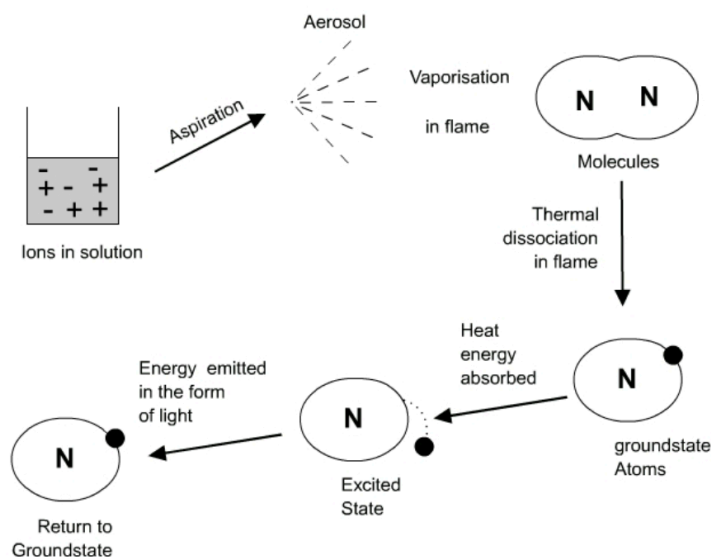 Aerosol
Aspiration
Vaporisation
in flame
N N
Molecules
- -
+ - +
- + +
Ions in solution
Thermal
dissociation
in flame
Heat
energy
absorbed
N
groundstate
Atoms
Energy emitted
in the form
of light
N
Excited
State
N
Return to
Groundstate